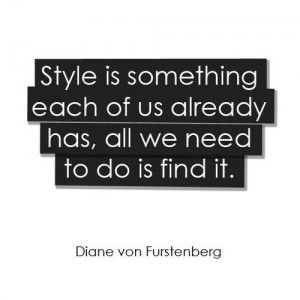 Style is something
each of us already
has, all we need
to do is find it.
Diane von Furstenberg